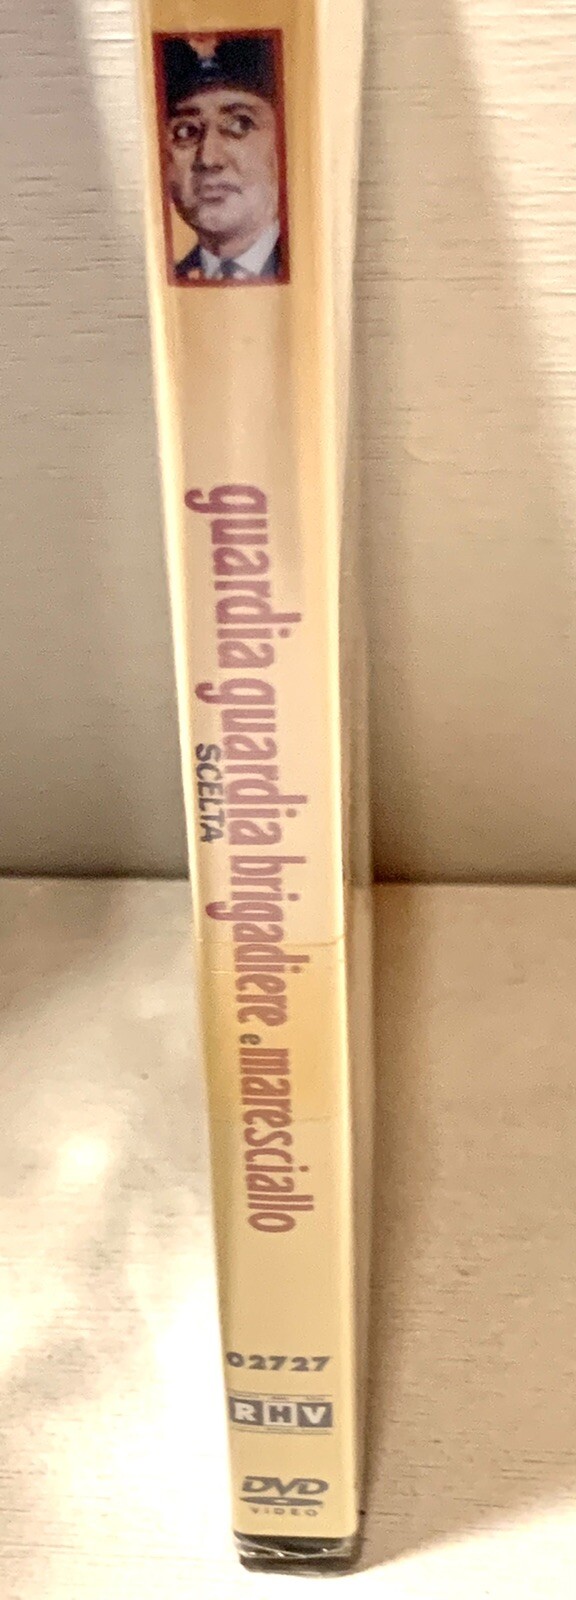 guardia guardia brigadiere e maresciallo
SCELTA
02727
RHV
DVD
VIDEO